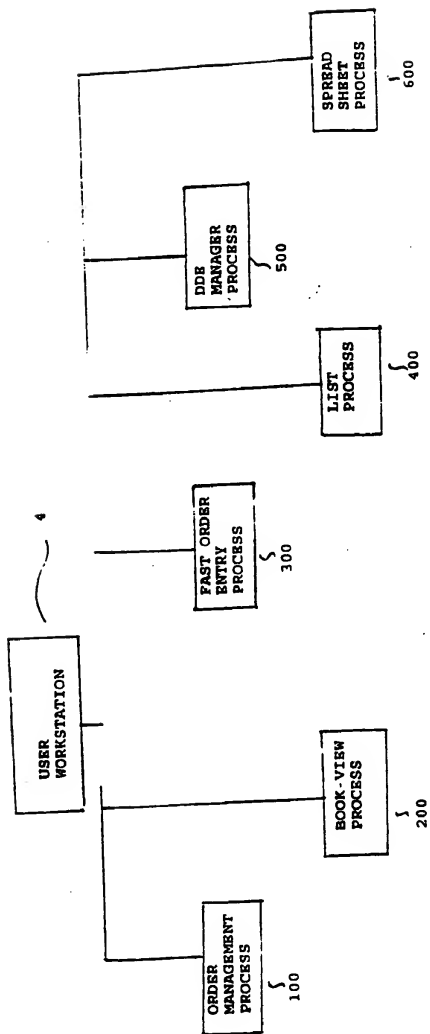 USER
WORKSTATION
4
ORDER
MANAGEMENT
PROCESS
100
BOOK-VIEW
PROCESS
200
FAST ORDER
ENTRY
PROCESS
300
LIST
PROCESS
400
DDE
MANAGER
PROCESS
500
SPREAD
SHEET
PROCESS
600